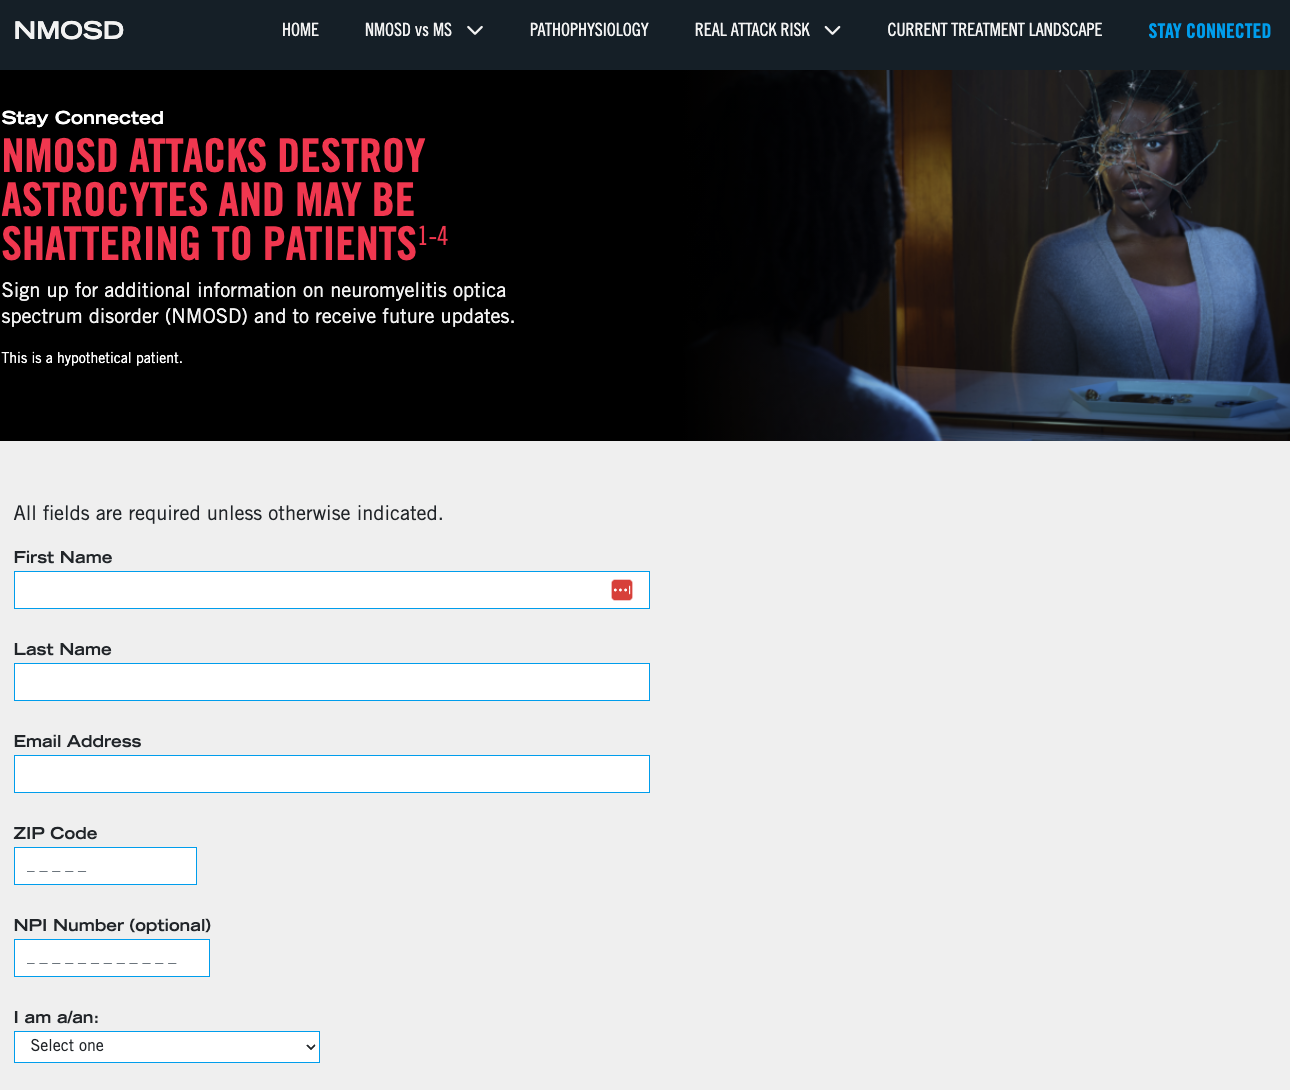 NMOSD
HOME
NMOSD vs MS
PATHOPHYSIOLOGY
REAL ATTACK RISK
CURRENT TREATMENT LANDSCAPE
STAY CONNECTED
Stay Connected
NMOSD ATTACKS DESTROY
ASTROCYTES AND MAY BE
SHATTERING TO PATIENTS1-4
Sign up for additional information on neuromyelitis optica
spectrum disorder (NMOSD) and to receive future updates.
This is a hypothetical patient.
All fields are required unless otherwise indicated.
First Name
Last Name
Email Address
ZIP Code
_ _ _ _ _
NPI Number (optional)
_ _ _ _ _ _ _ _ _ _ _ _
I am a/an:
Select one